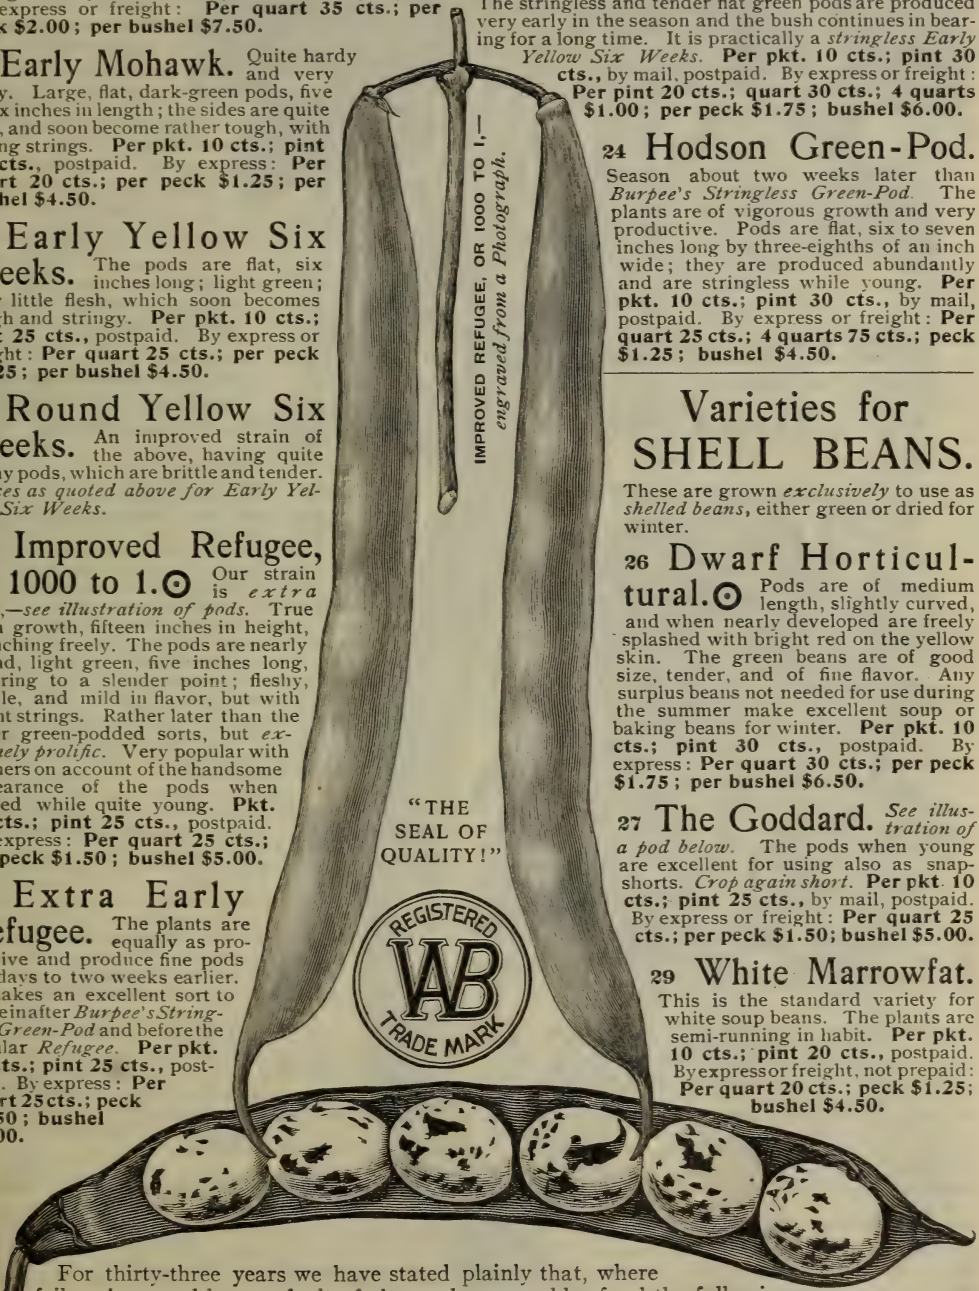 express or freight: Per quart 35 cts.; per
$2.00; per bushel $7.50.
Early Mohawk. Quite hardy
and very
Large, flat, dark-green pods, five
inches in length; the sides are quite
and soon become rather tough, with
strings. Per pkt. 10 cts.; pint
cts., postpaid. By express: Per
20 cts.; per peck $1.25; per
$4.50.
Early Yellow Six
The pods are flat, six
inches long; light green;
little flesh, which soon becomes
and stringy. Per pkt. 10 cts.;
25 cts., postpaid. By express or
Per quart 25 cts.; per peck
per bushel $4.50.
Round Yellow Six
An improved strain of
the above, having quite
pods, which are brittle and tender.
as quoted above for Early Yel-
Six Weeks.
Improved Refugee,
1000 to 1. Our strain
is extra
—see illustration of pods. True
growth, fifteen inches in height,
freely. The pods are nearly
light green, five inches long,
to a slender point; fleshy,
and mild in flavor, but with
strings. Rather later than the
green-podded sorts, but ex-
prolific. Very popular with
on account of the handsome
of the pods when
while quite young. Pkt.
cts.; pint 25 cts., postpaid.
express: Per quart 25 cts.;
peck $1.50; bushel $5.00.
Extra Early
The plants are
equally as pro-
and produce fine pods
days to two weeks earlier.
an excellent sort to
Burpee's String-
Green-Pod and before the
Refugee. Per pkt.
cts.; pint 25 cts., post-
By express: Per
25 cts.; peck
bushel
IMPROVED REFUGEE, OR 1000 TO 1,—
engraved from a Photograph.
"THE
SEAL OF
QUALITY!"
REGISTERED
WAB
TRADE MARK
The stringless and tender flat green pods are produced
very early in the season and the bush continues in bear-
ing for a long time. It is practically a stringless Early
Yellow Six Weeks. Per pkt. 10 cts.; pint 30
cts., by mail, postpaid. By express or freight:
Per pint 20 cts.; quart 30 cts.; 4 quarts
$1.00; per peck $1.75; bushel $6.00.
24 Hodson Green-Pod.
Season about two weeks later than
Burpee's Stringless Green-Pod. The
plants are of vigorous growth and very
productive. Pods are flat, six to seven
inches long by three-eighths of an inch
wide; they are produced abundantly
and are stringless while young. Per
pkt. 10 cts.; pint 30 cts., by mail,
postpaid. By express or freight: Per
quart 25 cts.; 4 quarts 75 cts.; peck
$1.25; bushel $4.50.
Varieties for
SHELL BEANS.
These are grown exclusively to use as
shelled beans, either green or dried for
winter.
26 Dwarf Horticul-
tural. Pods are of medium
length, slightly curved,
and when nearly developed are freely
splashed with bright red on the yellow
skin. The green beans are of good
size, tender, and of fine flavor. Any
surplus beans not needed for use during
the summer make excellent soup or
baking beans for winter. Per pkt. 10
cts.; pint 30 cts., postpaid. By
express: Per quart 30 cts.; per peck
$1.75; per bushel $6.50.
27 The Goddard. See illus-
tration of
a pod below. The pods when young
are excellent for using also as snap-
shorts. Crop again short. Per pkt. 10
cts.; pint 25 cts., by mail, postpaid.
By express or freight: Per quart 25
cts.; per peck $1.50; bushel $5.00.
29 White Marrowfat.
This is the standard variety for
white soup beans. The plants are
semi-running in habit. Per pkt.
10 cts.; pint 20 cts., postpaid.
By express or freight, not prepaid:
Per quart 20 cts.; peck $1.25;
bushel $4.50.
For thirty-three years we have stated plainly that, where